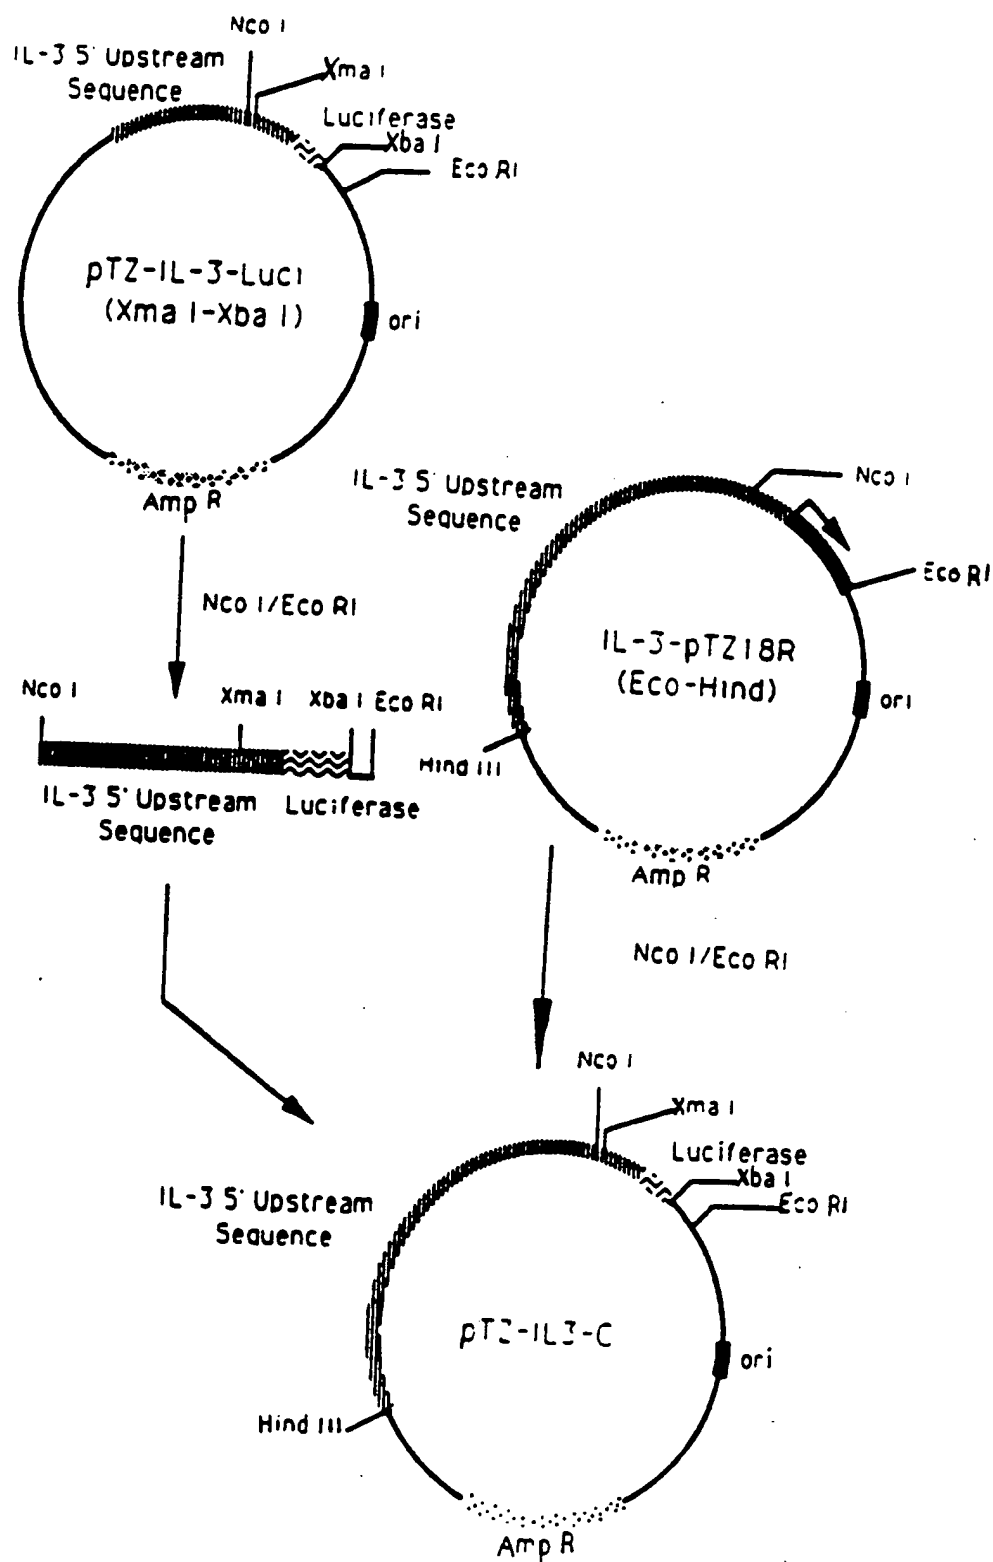 Nco I
IL-3 5' Upstream
Sequence
Xma I
Luciferase
Xba I
Eco RI
pTZ-IL-3-Luc1
(Xma I-Xba I)
ori
Amp R
Nco I/Eco RI
Nco I
Xma I
Xba I
Eco RI
IL-3 5' Upstream
Sequence
Luciferase
IL-3 5' Upstream
Sequence
Nco I
Eco RI
IL-3-pTZ18R
(Eco-Hind)
ori
Hind III
Amp R
Nco I/Eco RI
Nco I
Xma I
Luciferase
Xba I
Eco RI
IL-3 5' Upstream
Sequence
pTZ-IL3-C
ori
Hind III
Amp R